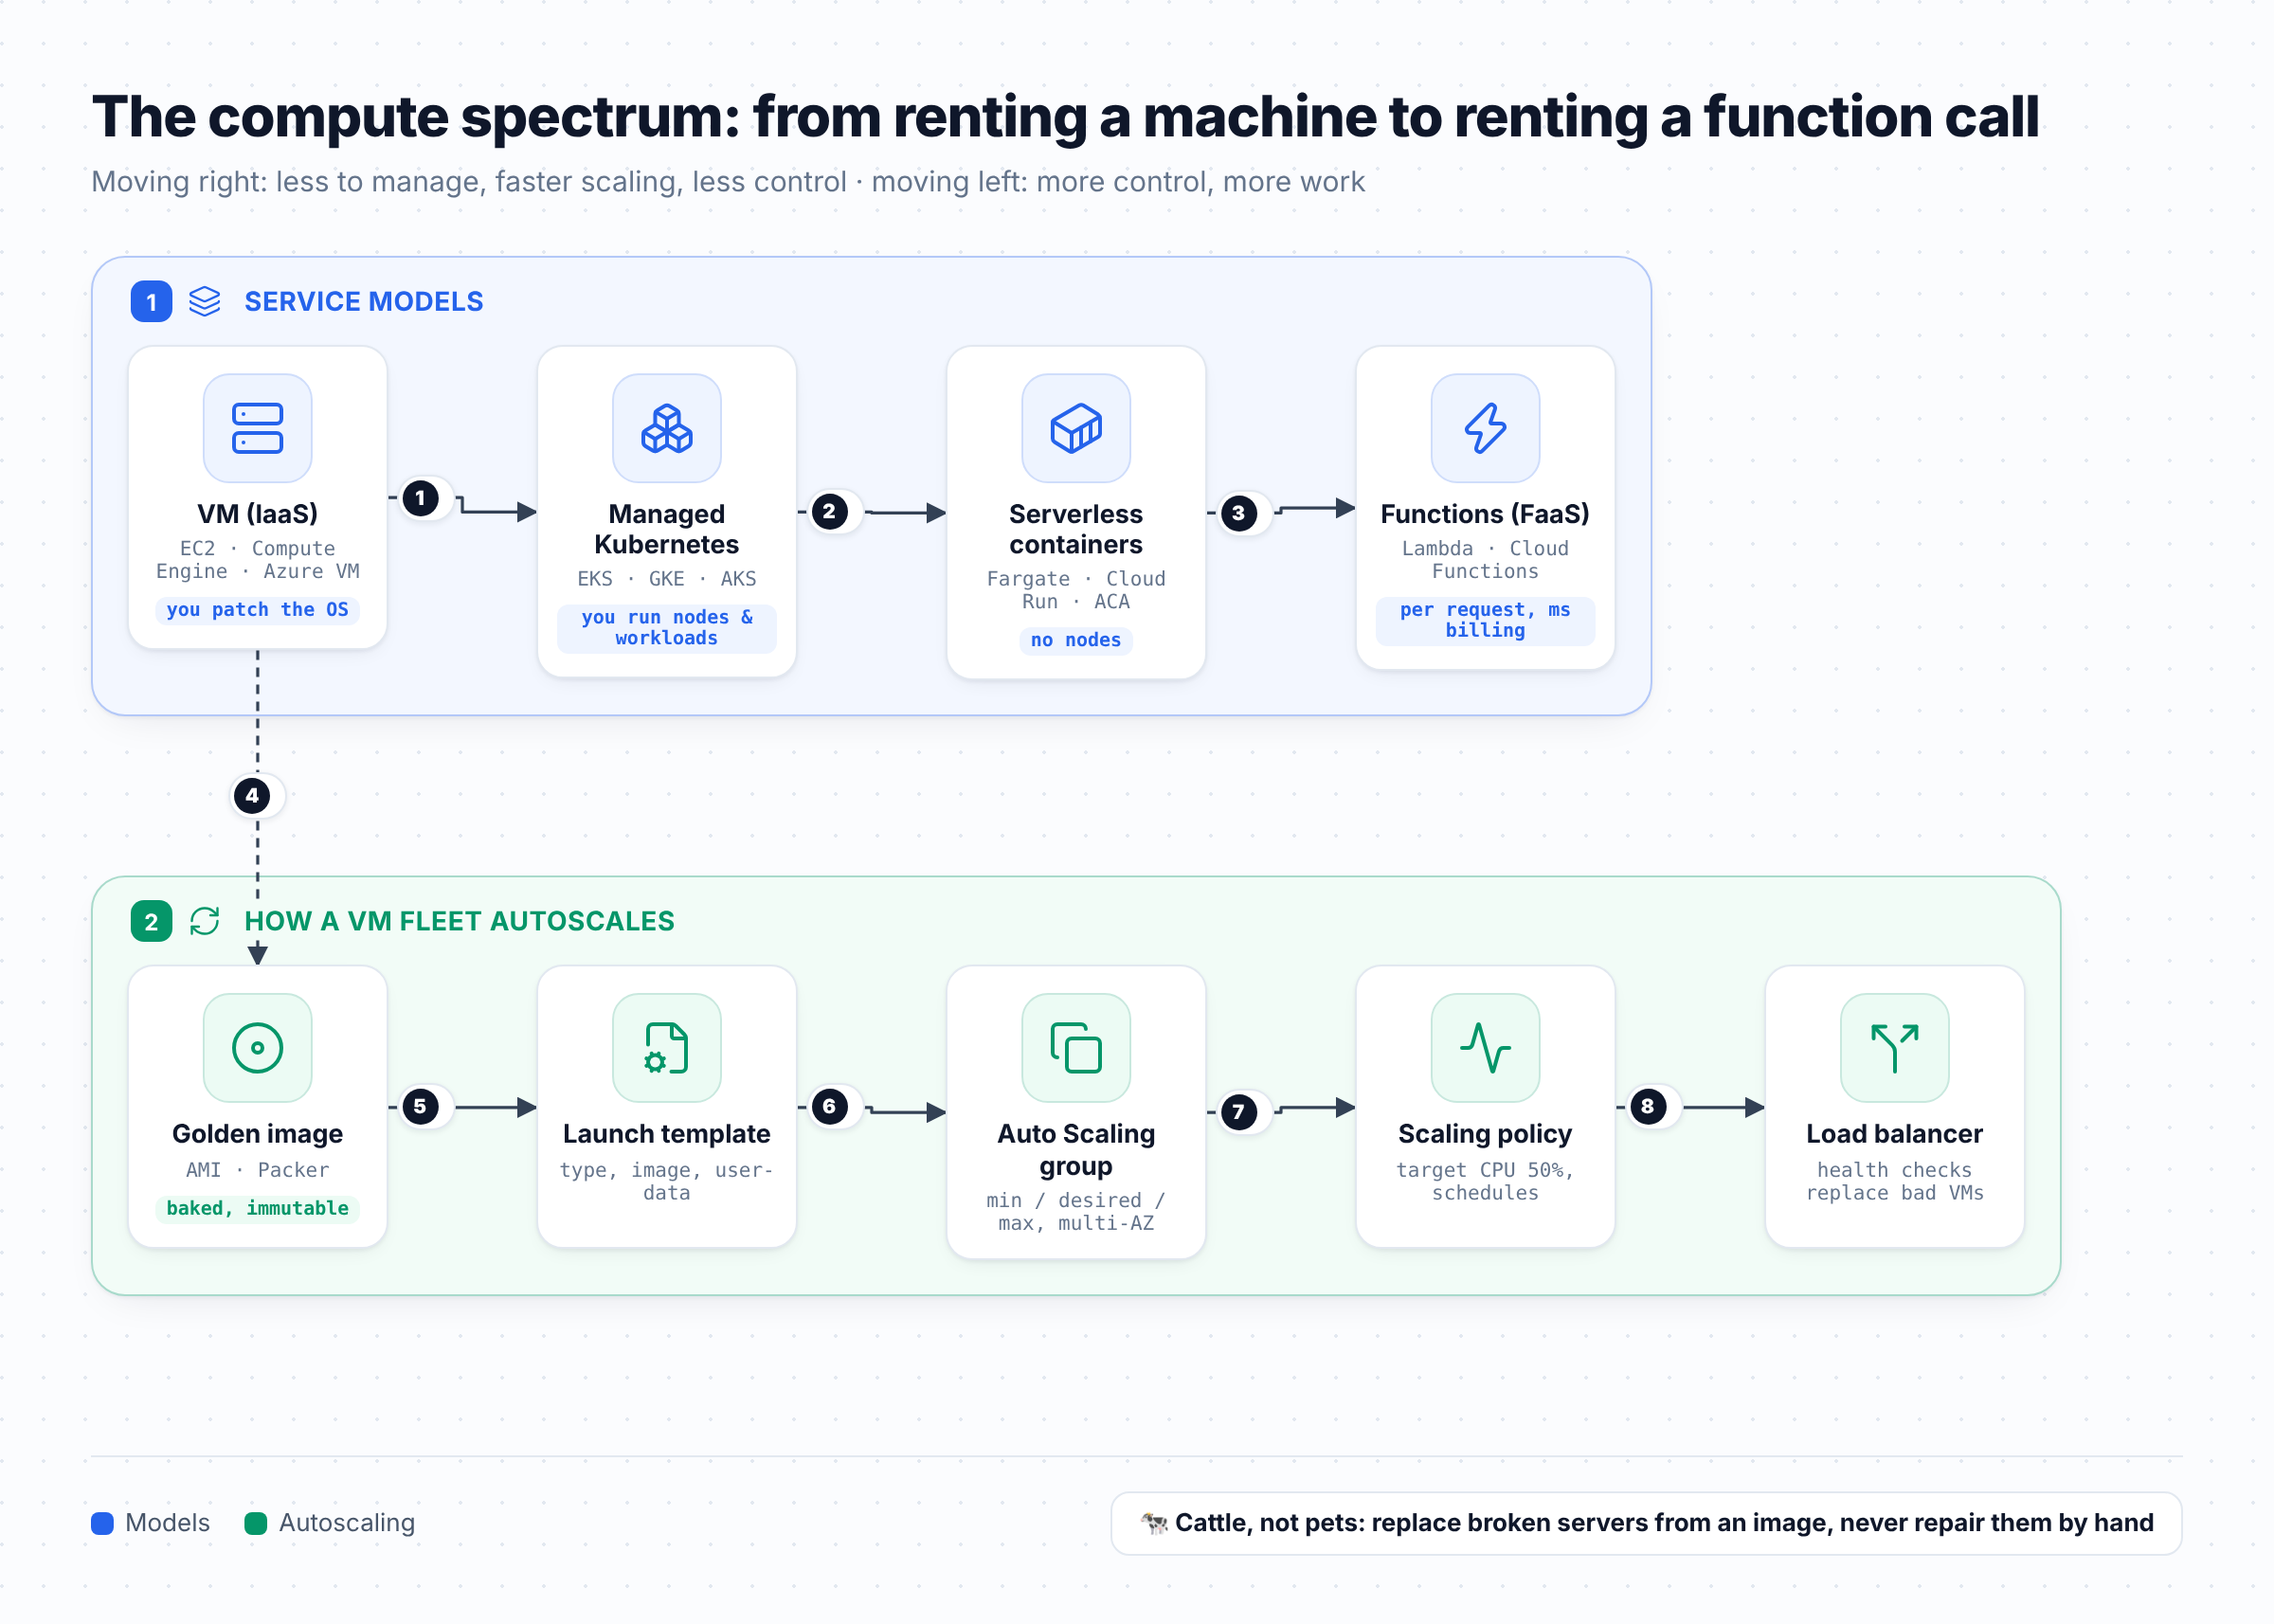 The compute spectrum: from renting a machine to renting a function call
Moving right: less to manage, faster scaling, less control · moving left: more control, more work
1 SERVICE MODELS
VM (IaaS)
EC2 · Compute
Engine · Azure VM
you patch the OS
1
Managed
Kubernetes
EKS · GKE · AKS
you run nodes &
workloads
2
Serverless
containers
Fargate · Cloud
Run · ACA
no nodes
3
Functions (FaaS)
Lambda · Cloud
Functions
per request, ms
billing
4
2 HOW A VM FLEET AUTOSCALES
Golden image
AMI · Packer
baked, immutable
5
Launch template
type, image, user-
data
6
Auto Scaling
group
min / desired /
max, multi-AZ
7
Scaling policy
target CPU 50%,
schedules
8
Load balancer
health checks
replace bad VMs
Models
Autoscaling
🐄 Cattle, not pets: replace broken servers from an image, never repair them by hand